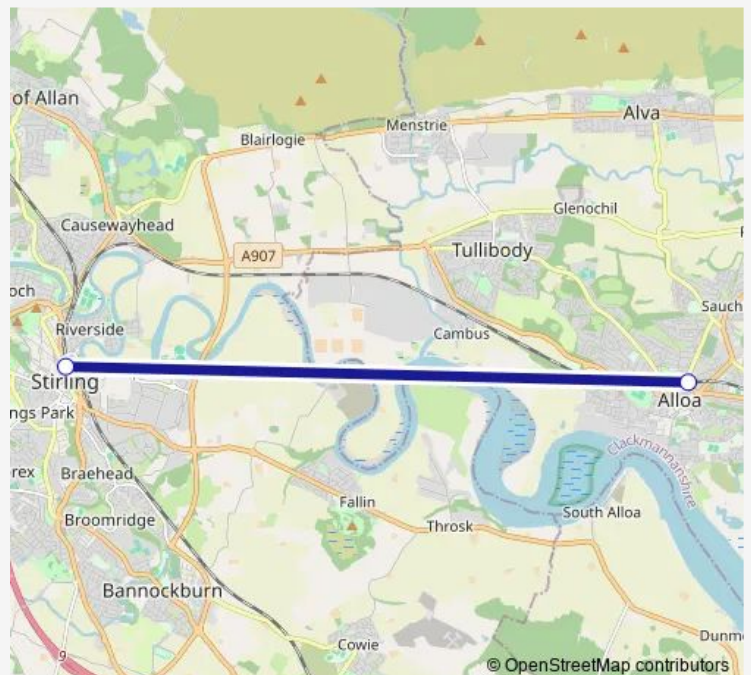 of Allan
Alva
Menstrie
Blairlogie
Glenochil
Causewayhead
A907
Tullibody
och
Sauch
Riverside
Cambus
Stirling
Alloa
ngs Park
Clackmannanshire
rex
Braehead
Fallin
South Alloa
Broomridge
Throsk
Bannockburn
Dunmo
Cowie
9
© OpenStreetMap contributors